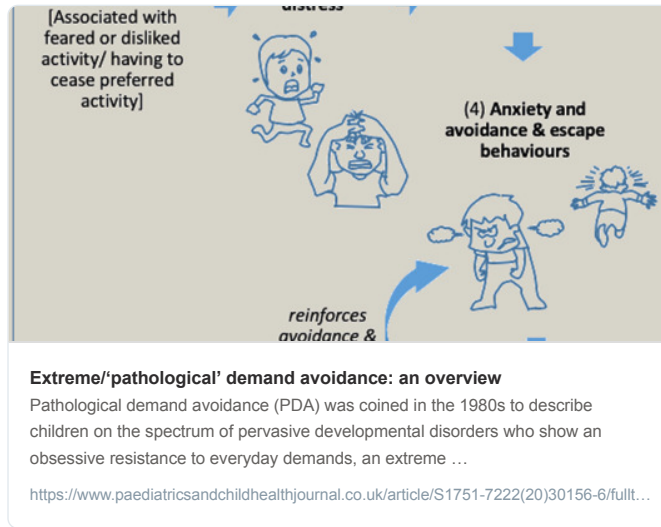 distress
[Associated with
feared or disliked
activity/ having to
cease preferred
activity]
(4) Anxiety and
avoidance & escape
behaviours
reinforces
avoidance &
Extreme/‘pathological’ demand avoidance: an overview
Pathological demand avoidance (PDA) was coined in the 1980s to describe
children on the spectrum of pervasive developmental disorders who show an
obsessive resistance to everyday demands, an extreme …
https://www.paediatricsandchildhealthjournal.co.uk/article/S1751-7222(20)30156-6/fullt…